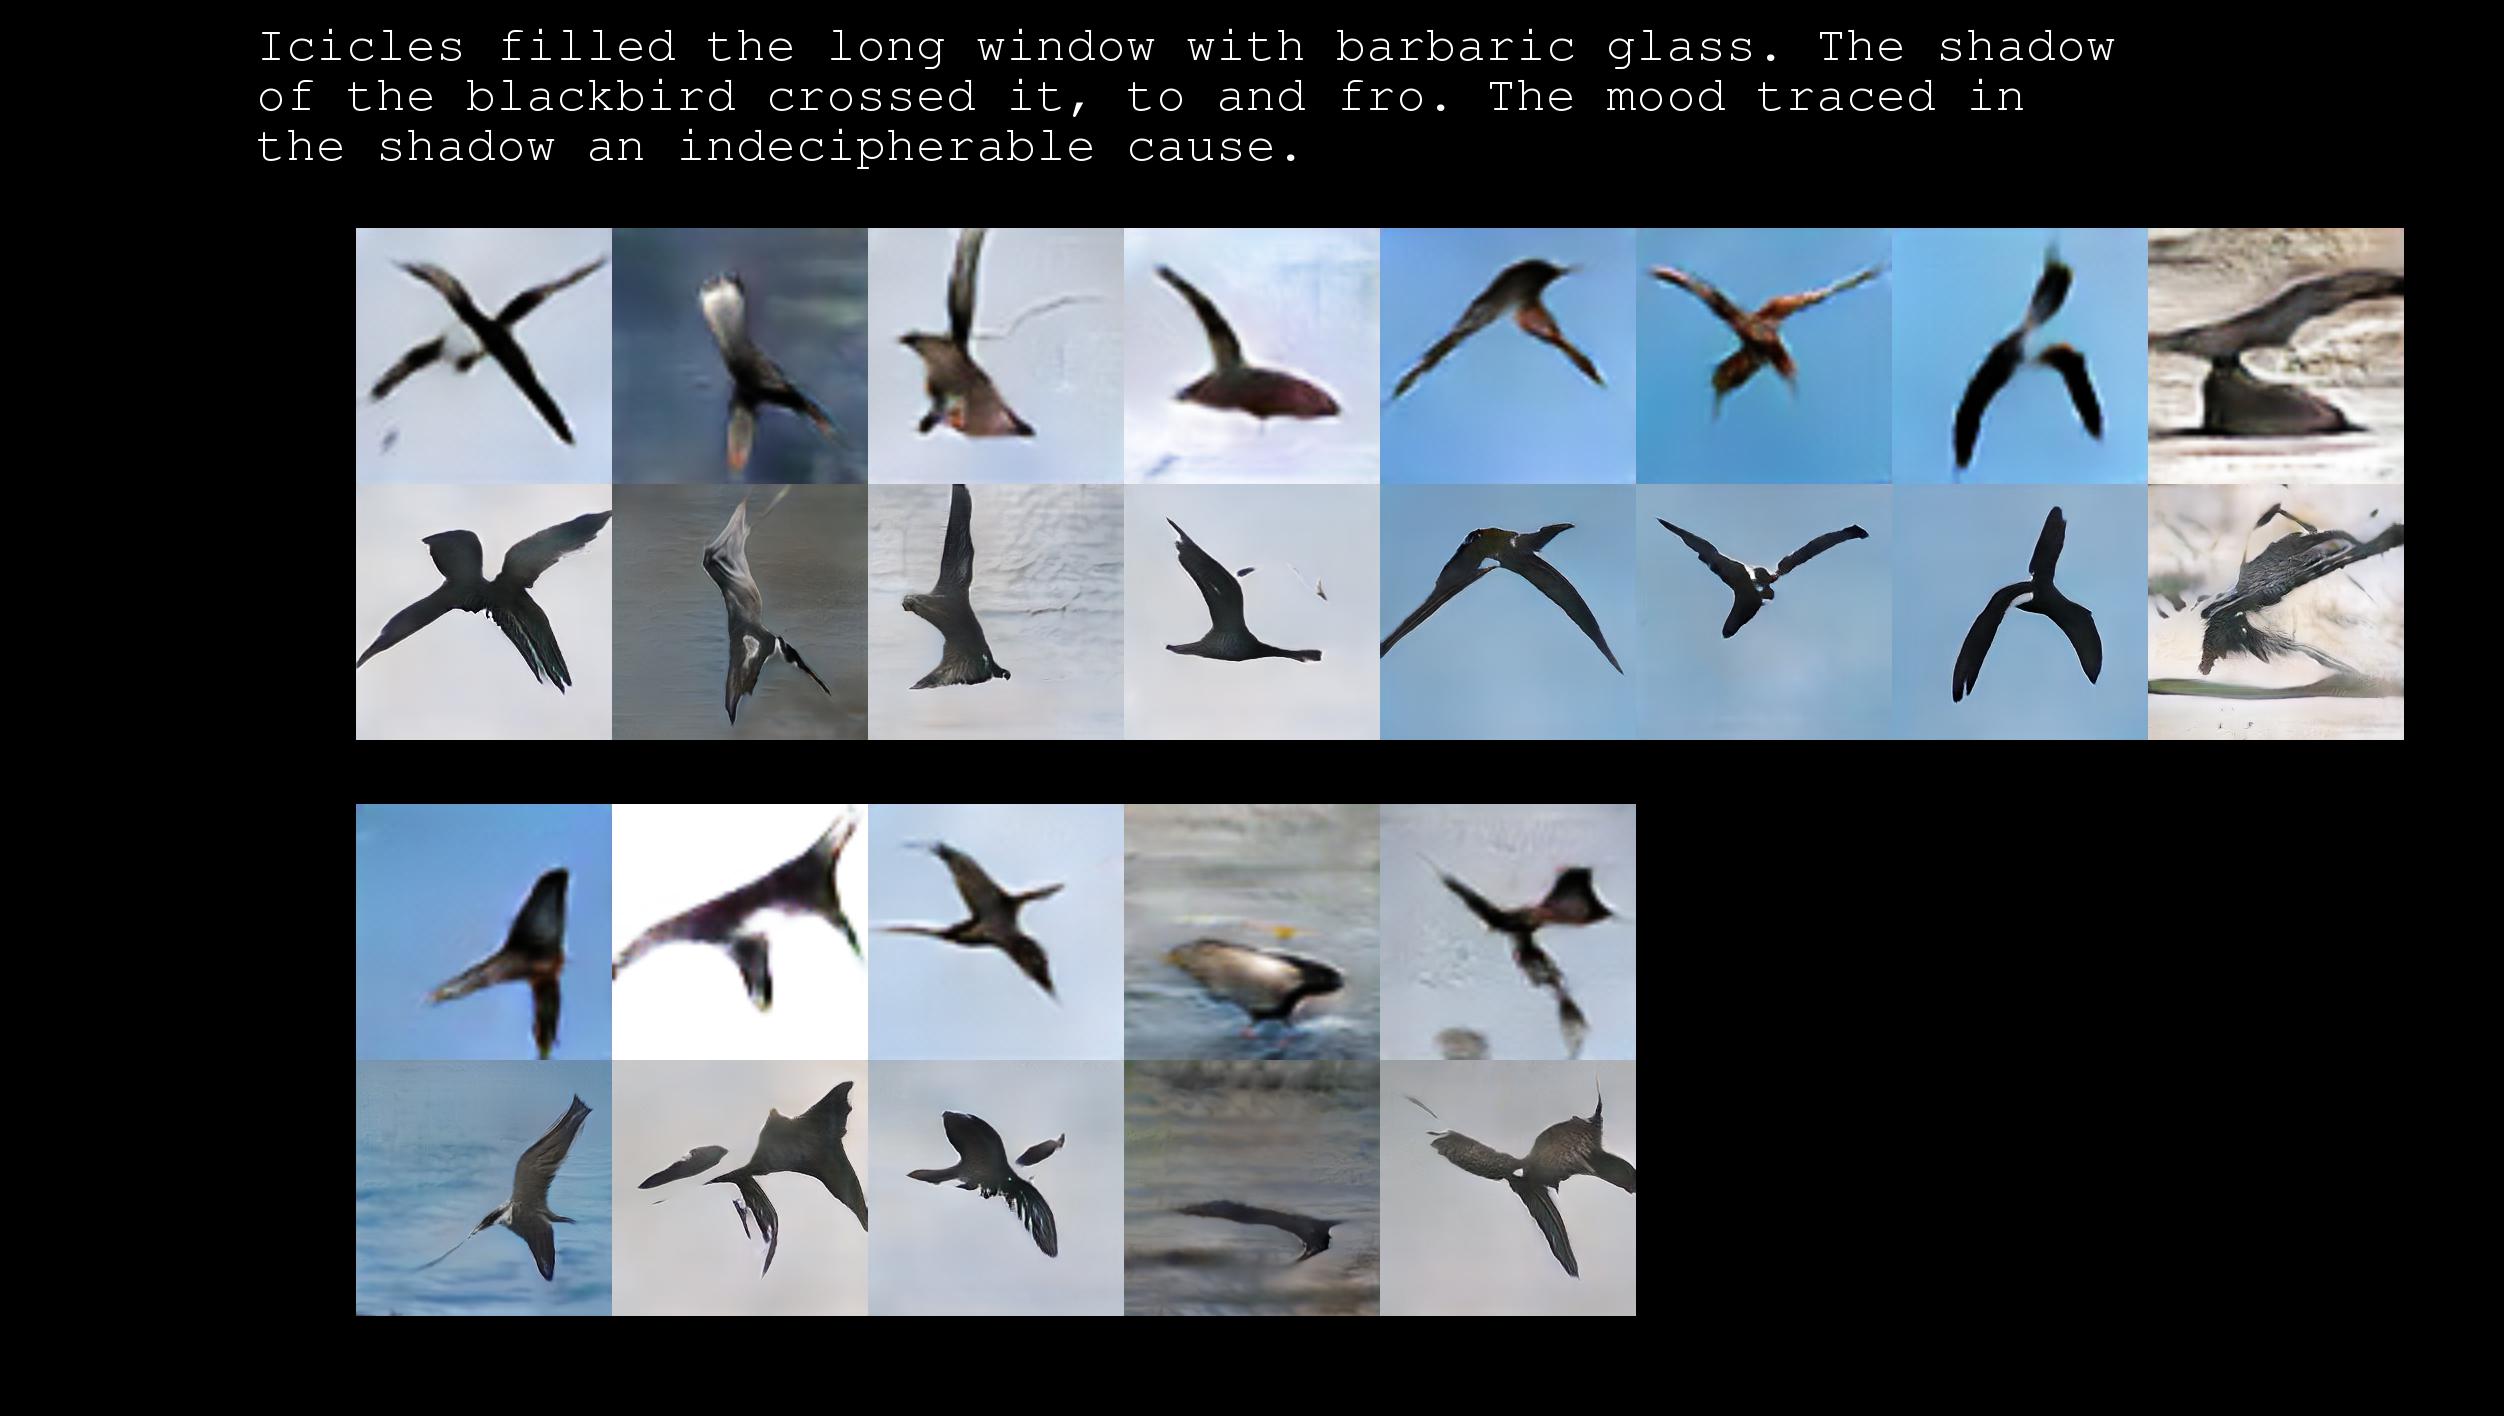 Icicles filled the long window with barbaric glass. The shadow
of the blackbird crossed it, to and fro. The mood traced in
the shadow an indecipherable cause.